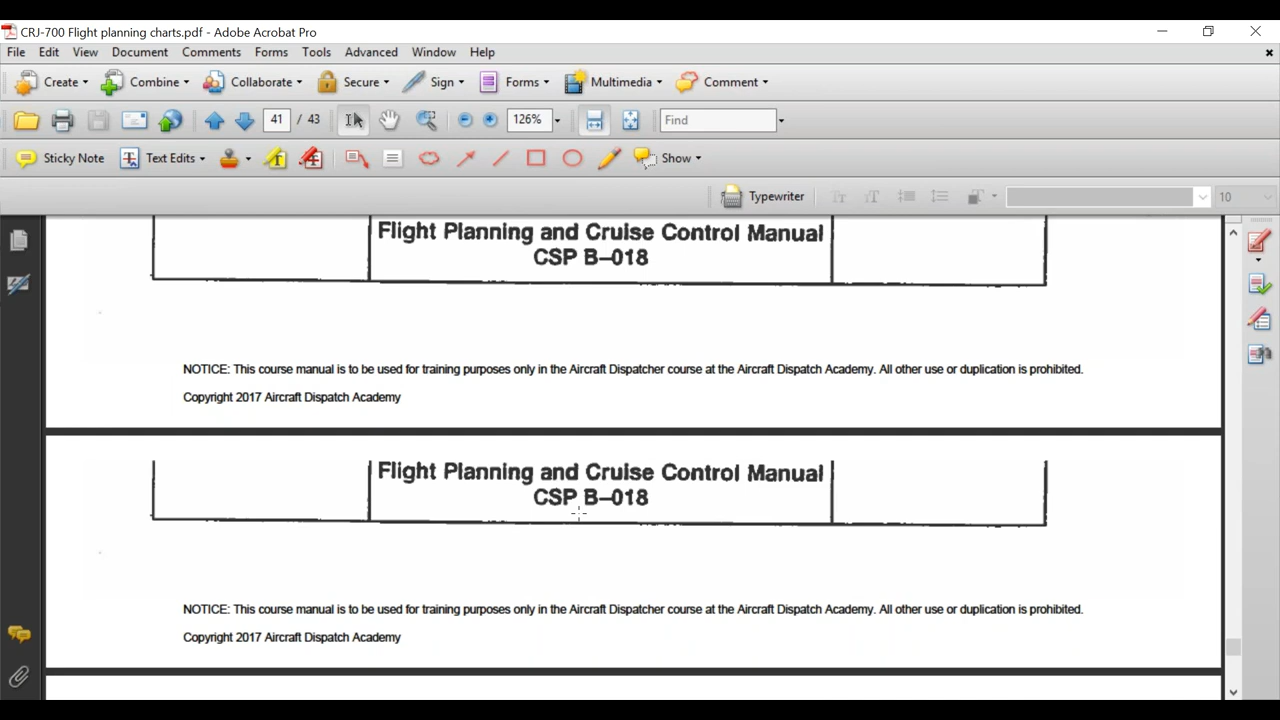 CRJ-700 Flight planning charts.pdf - Adobe Acrobat Pro
File Edit View Document Comments Forms Tools Advanced Window Help
Create Combine Collaborate Secure Sign Forms Multimedia Comment
41 / 43 126% Find
Sticky Note Text Edits Show
Typewriter 10
Flight Planning and Cruise Control Manual
CSP B–018
NOTICE: This course manual is to be used for training purposes only in the Aircraft Dispatcher course at the Aircraft Dispatch Academy. All other use or duplication is prohibited.
Copyright 2017 Aircraft Dispatch Academy
Flight Planning and Cruise Control Manual
CSP B–018
NOTICE: This course manual is to be used for training purposes only in the Aircraft Dispatcher course at the Aircraft Dispatch Academy. All other use or duplication is prohibited.
Copyright 2017 Aircraft Dispatch Academy